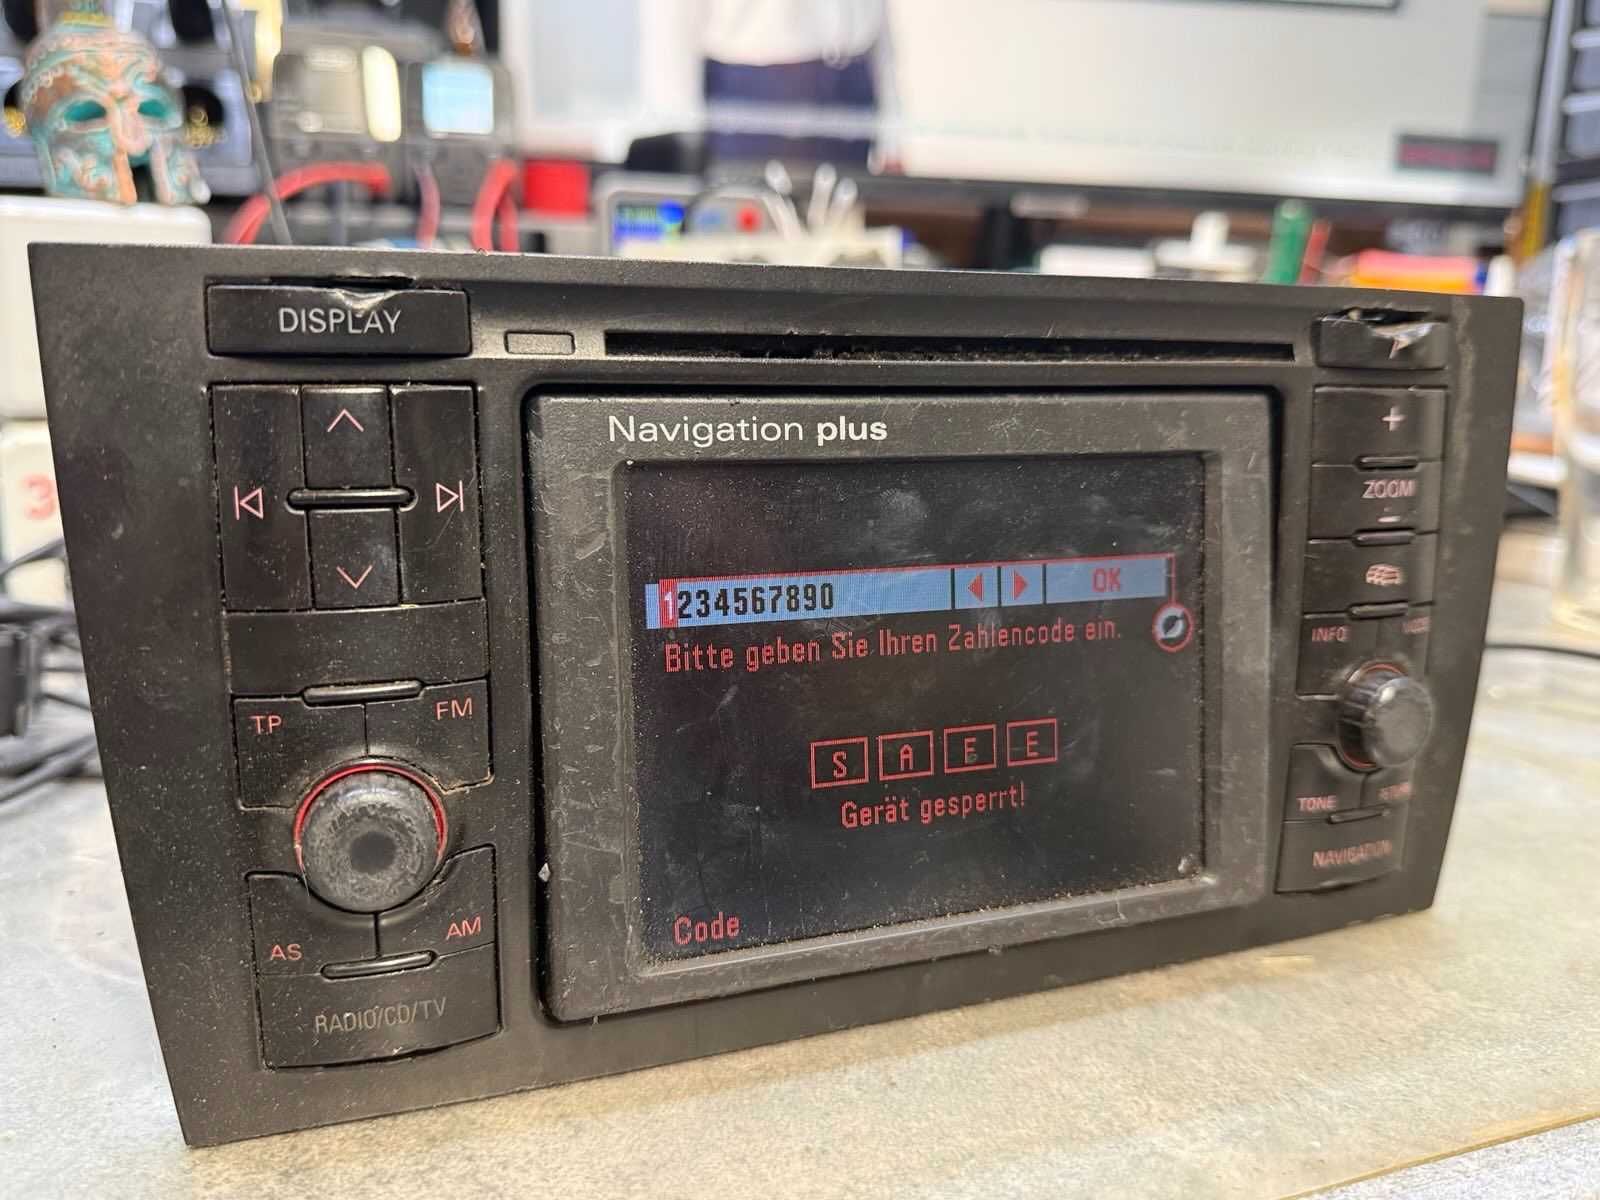 DISPLAY
Navigation plus
+
ZOOM
-
INFO
TP
FM
1234567890
OK
Bitte geben Sie Ihren Zahlencode ein.
S A F E
Gerät gesperrt!
Code
AS
AM
RADIO/CD/TV
TONE
NAVIGATION
3